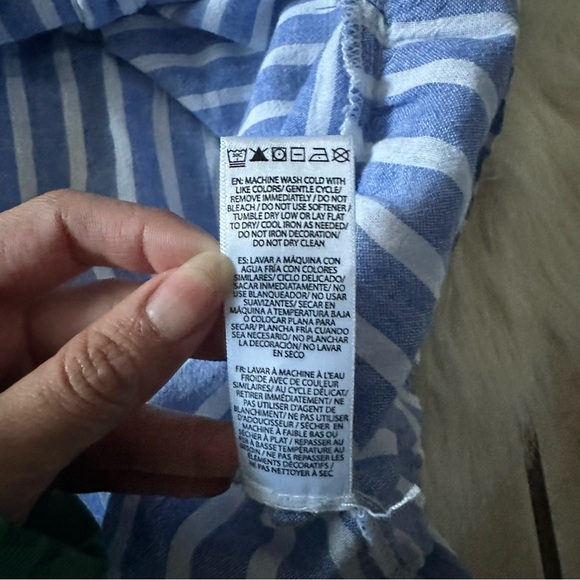 EN: MACHINE WASH COLD WITH
LIKE COLORS/ GENTLE CYCLE/
REMOVE IMMEDIATELY / DO NOT
BLEACH / DO NOT USE SOFTENER /
TUMBLE DRY LOW OR LAY FLAT
TO DRY/ COOL IRON AS NEEDED/
DO NOT IRON DECORATION/
DO NOT DRY CLEAN
ES: LAVAR A MÁQUINA CON
AGUA FRÍA CON COLORES
SIMILARES/ CICLO DELICADO/
SACAR INMEDIATAMENTE/ NO
USE BLANQUEADOR/ NO USAR
SUAVIZANTES/ SECAR EN
MÁQUINA A TEMPERATURA BAJA
O COLOCAR PLANA PARA
SECAR/ PLANCHA FRÍA CUANDO
SEA NECESARIO/ NO PLANCHAR
LA DECORACIÓN/ NO LAVAR
EN SECO
FR: LAVER À MACHINE À L'EAU
FROIDE AVEC DE COULEUR
SIMILAIRES/ AU CYCLE DÉLICAT/
RETIRER IMMÉDIATEMENT/ NE
PAS UTILISER D'AGENT DE
BLANCHIMENT/ NE PAS UTILISER
D'ADOUCISSEUR / SÉCHER EN
MACHINE À FAIBLE BAS OU
SÉCHER À PLAT / REPASSER AU
BASSE TEMPÉRATURE AU
BESOIN / NE PAS REPASSER LES
ÉLÉMENTS DÉCORATIFS /
NE PAS NETTOYER À SEC